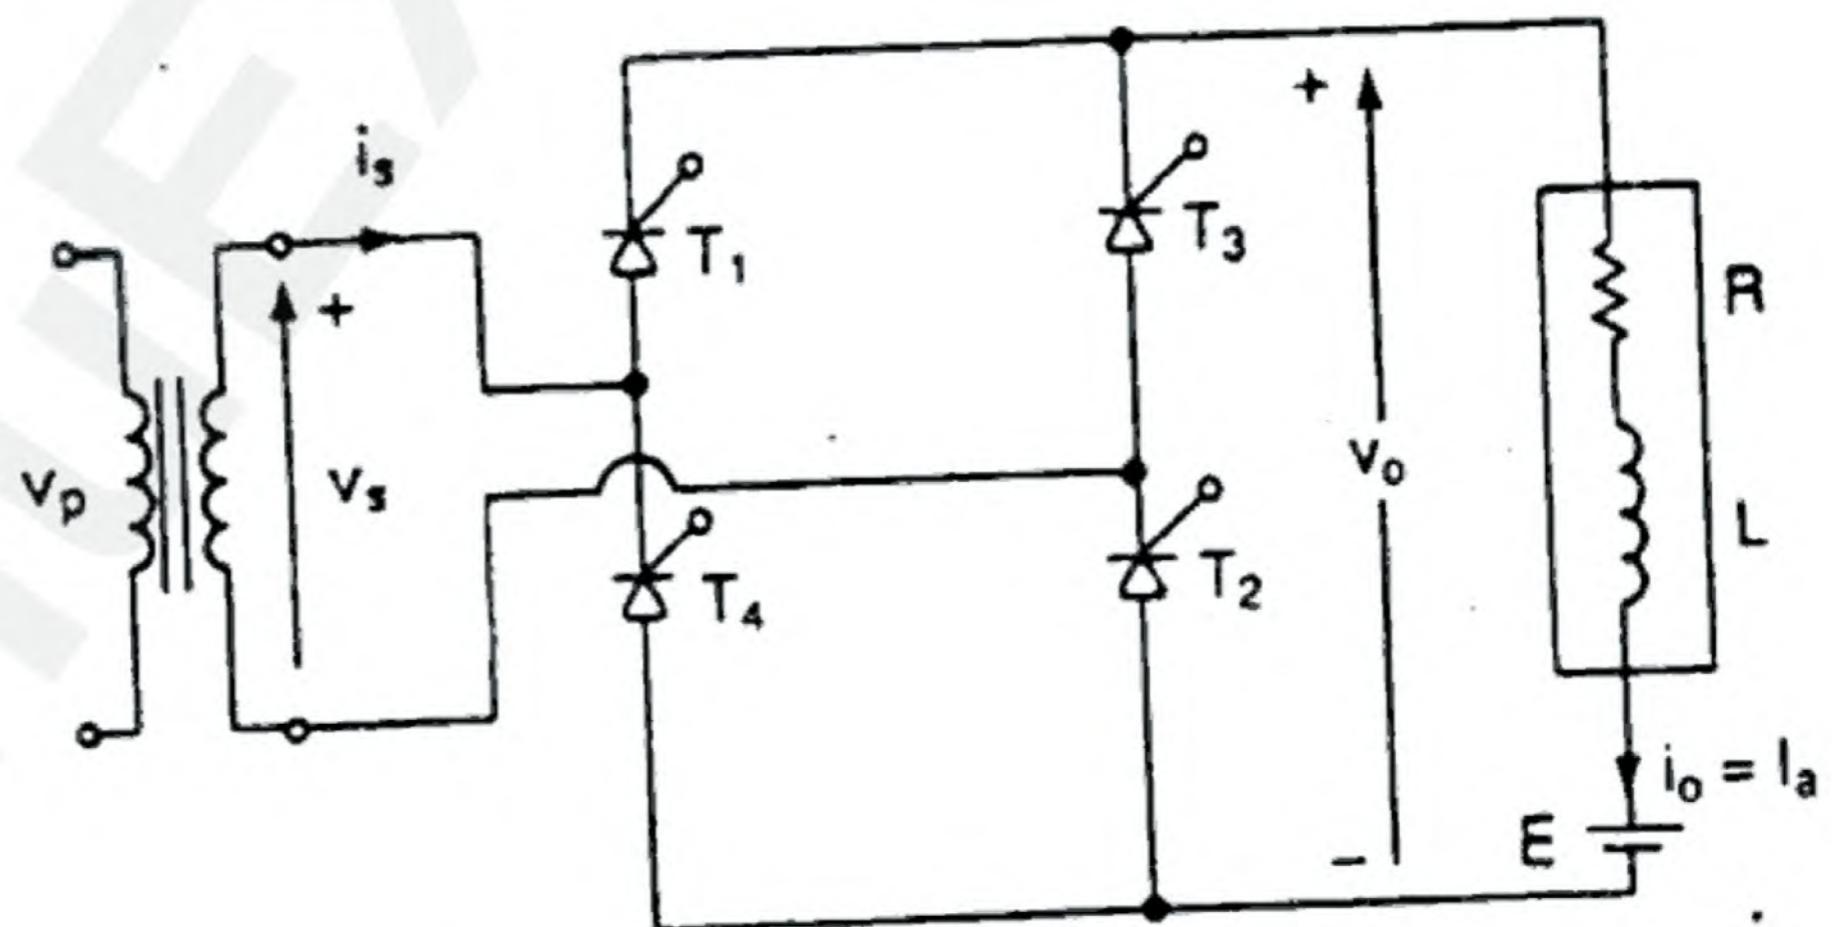 iₛ
+
T₁
T₃
+
R
vₚ
vₛ
vₒ
L
T₄
T₂
iₒ = Iₐ
E
−